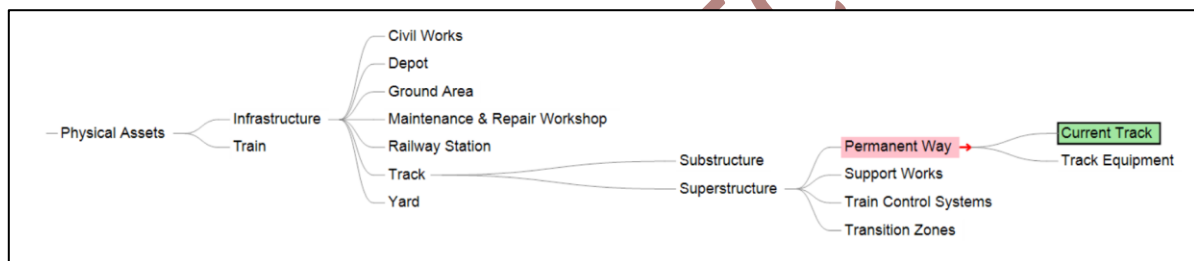 Physical Assets
Infrastructure
Train
Civil Works
Depot
Ground Area
Maintenance & Repair Workshop
Railway Station
Track
Yard
Substructure
Superstructure
Permanent Way
Support Works
Train Control Systems
Transition Zones
Current Track
Track Equipment